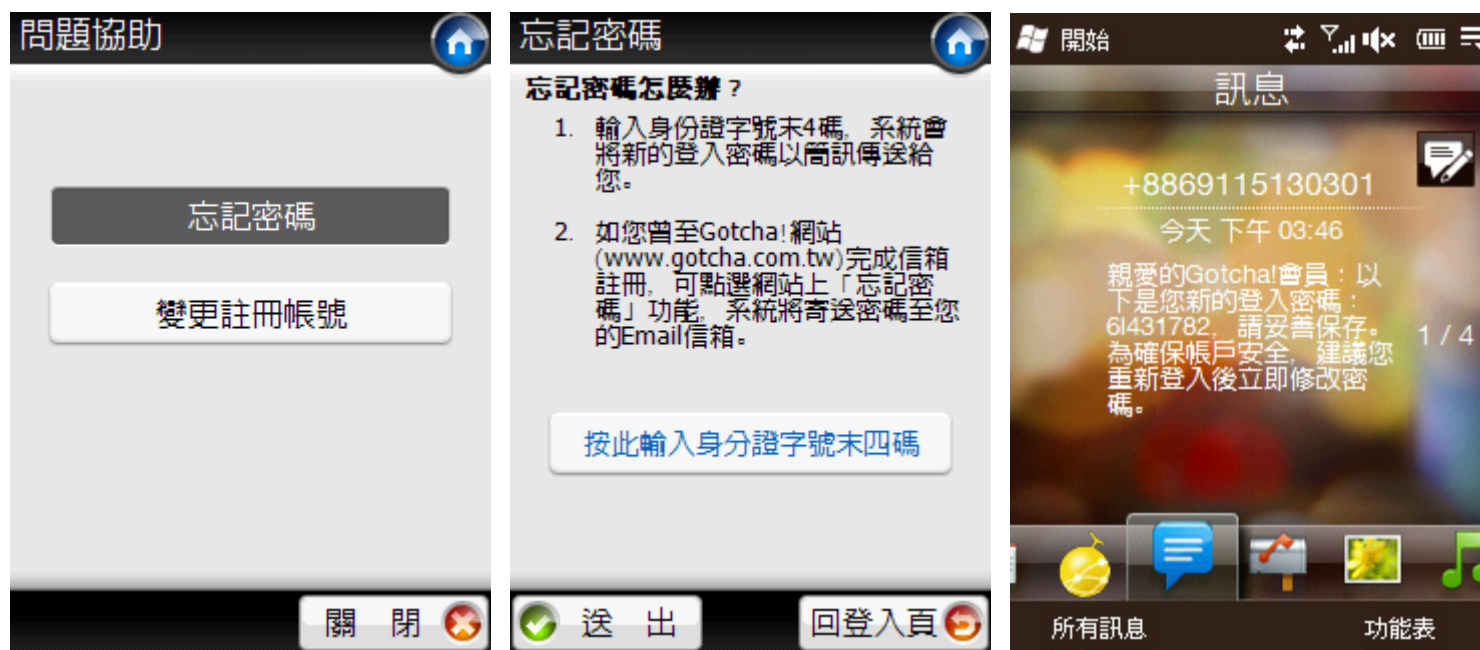 問題協助
忘記密碼
變更註冊帳號
關 閉
忘記密碼
忘記密碼怎麼辦？
1. 輸入身份證字號末4碼，系統會
將新的登入密碼以簡訊傳送給
您。
2. 如您曾至Gotcha!網站
(www.gotcha.com.tw)完成信箱
註冊，可點選網站上「忘記密
碼」功能，系統將寄送密碼至您
的Email信箱。
按此輸入身分證字號末四碼
送 出
回登入頁
開始
訊息
+8869115130301
今天 下午 03:46
親愛的Gotcha!會員：以
下是您新的登入密碼：
6l431782，請妥善保存。
為確保帳戶安全，建議您
重新登入後立即修改密
碼。
1 / 4
所有訊息
功能表